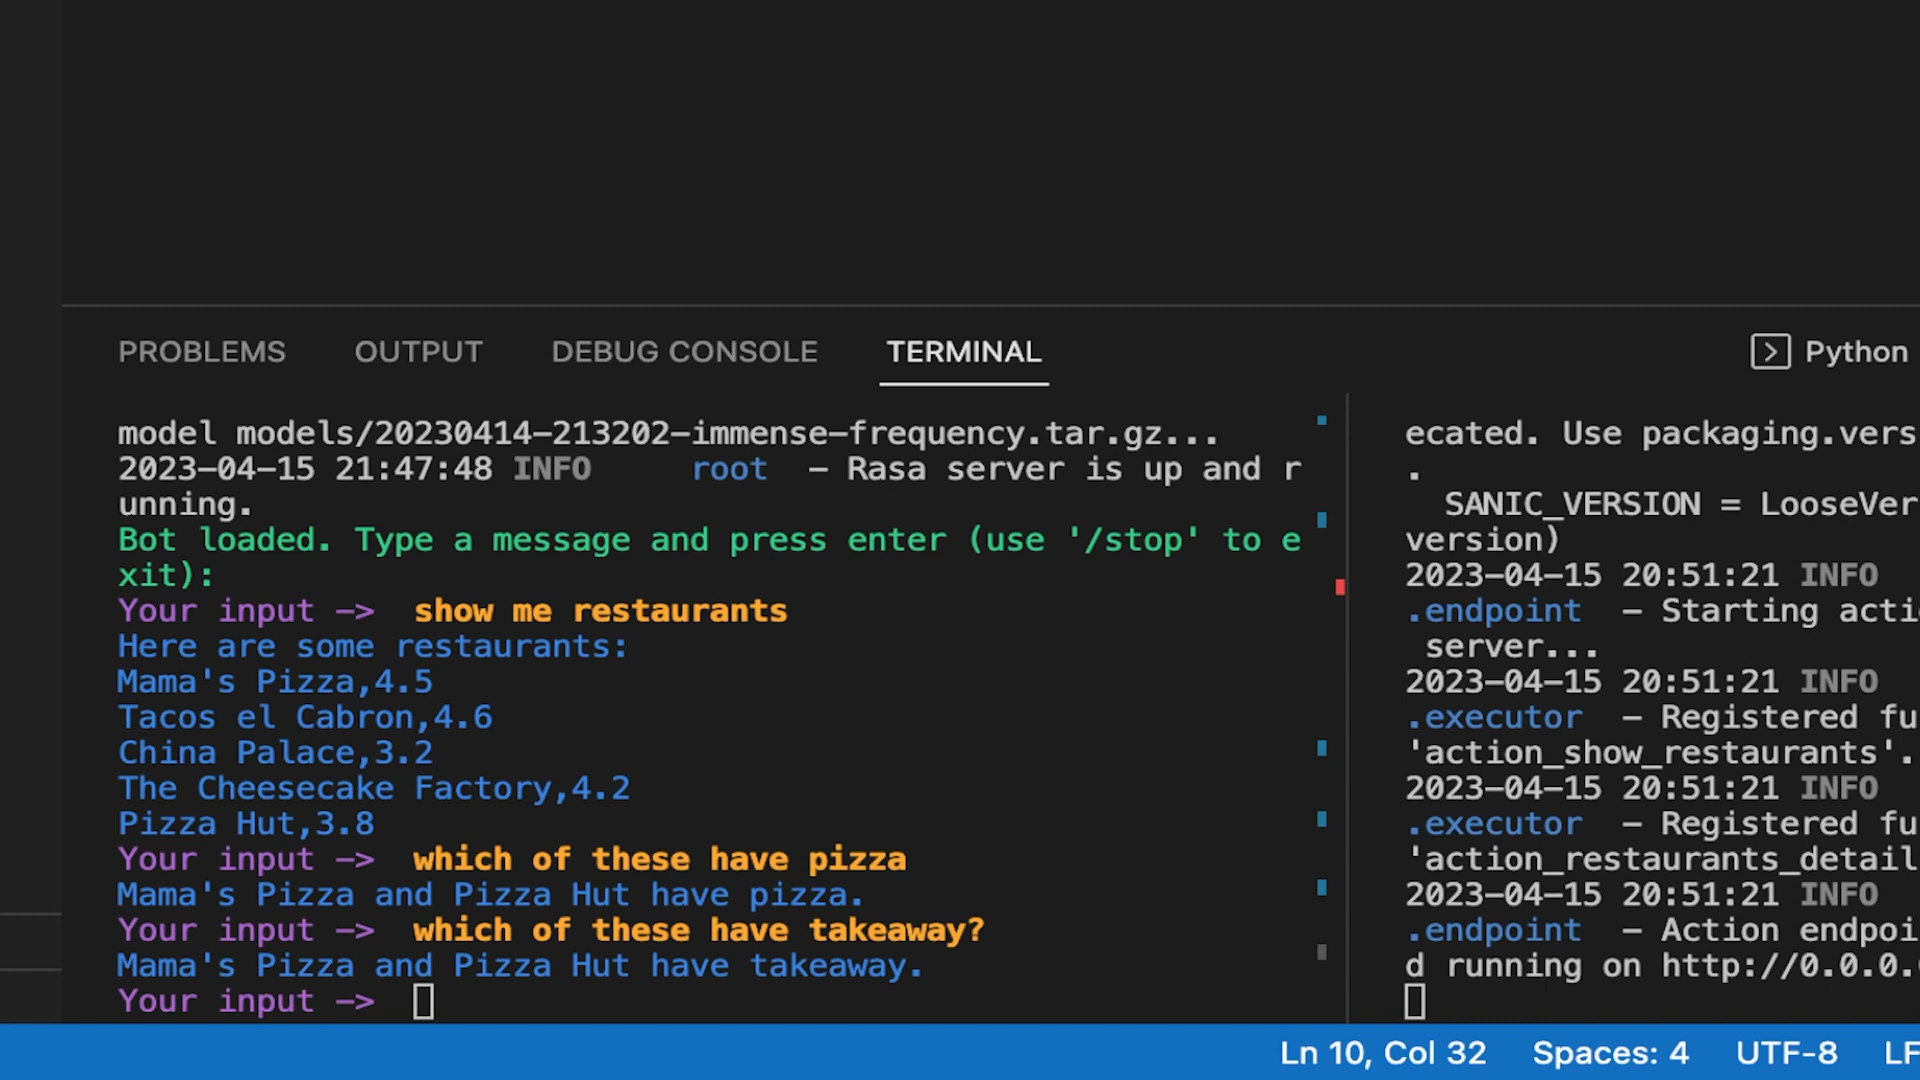 PROBLEMS OUTPUT DEBUG CONSOLE TERMINAL Python
model models/20230414-213202-immense-frequency.tar.gz...
2023-04-15 21:47:48 INFO root - Rasa server is up and r
unning.
Bot loaded. Type a message and press enter (use '/stop' to e
xit):
Your input -> show me restaurants
Here are some restaurants:
Mama's Pizza,4.5
Tacos el Cabron,4.6
China Palace,3.2
The Cheesecake Factory,4.2
Pizza Hut,3.8
Your input -> which of these have pizza
Mama's Pizza and Pizza Hut have pizza.
Your input -> which of these have takeaway?
Mama's Pizza and Pizza Hut have takeaway.
Your input ->
ecated. Use packaging.vers
.
SANIC_VERSION = LooseVer
version)
2023-04-15 20:51:21 INFO
.endpoint - Starting acti
server...
2023-04-15 20:51:21 INFO
.executor - Registered fu
'action_show_restaurants'.
2023-04-15 20:51:21 INFO
.executor - Registered fu
'action_restaurants_detail
2023-04-15 20:51:21 INFO
.endpoint - Action endpoi
d running on http://0.0.0.
Ln 10, Col 32 Spaces: 4 UTF-8 LF